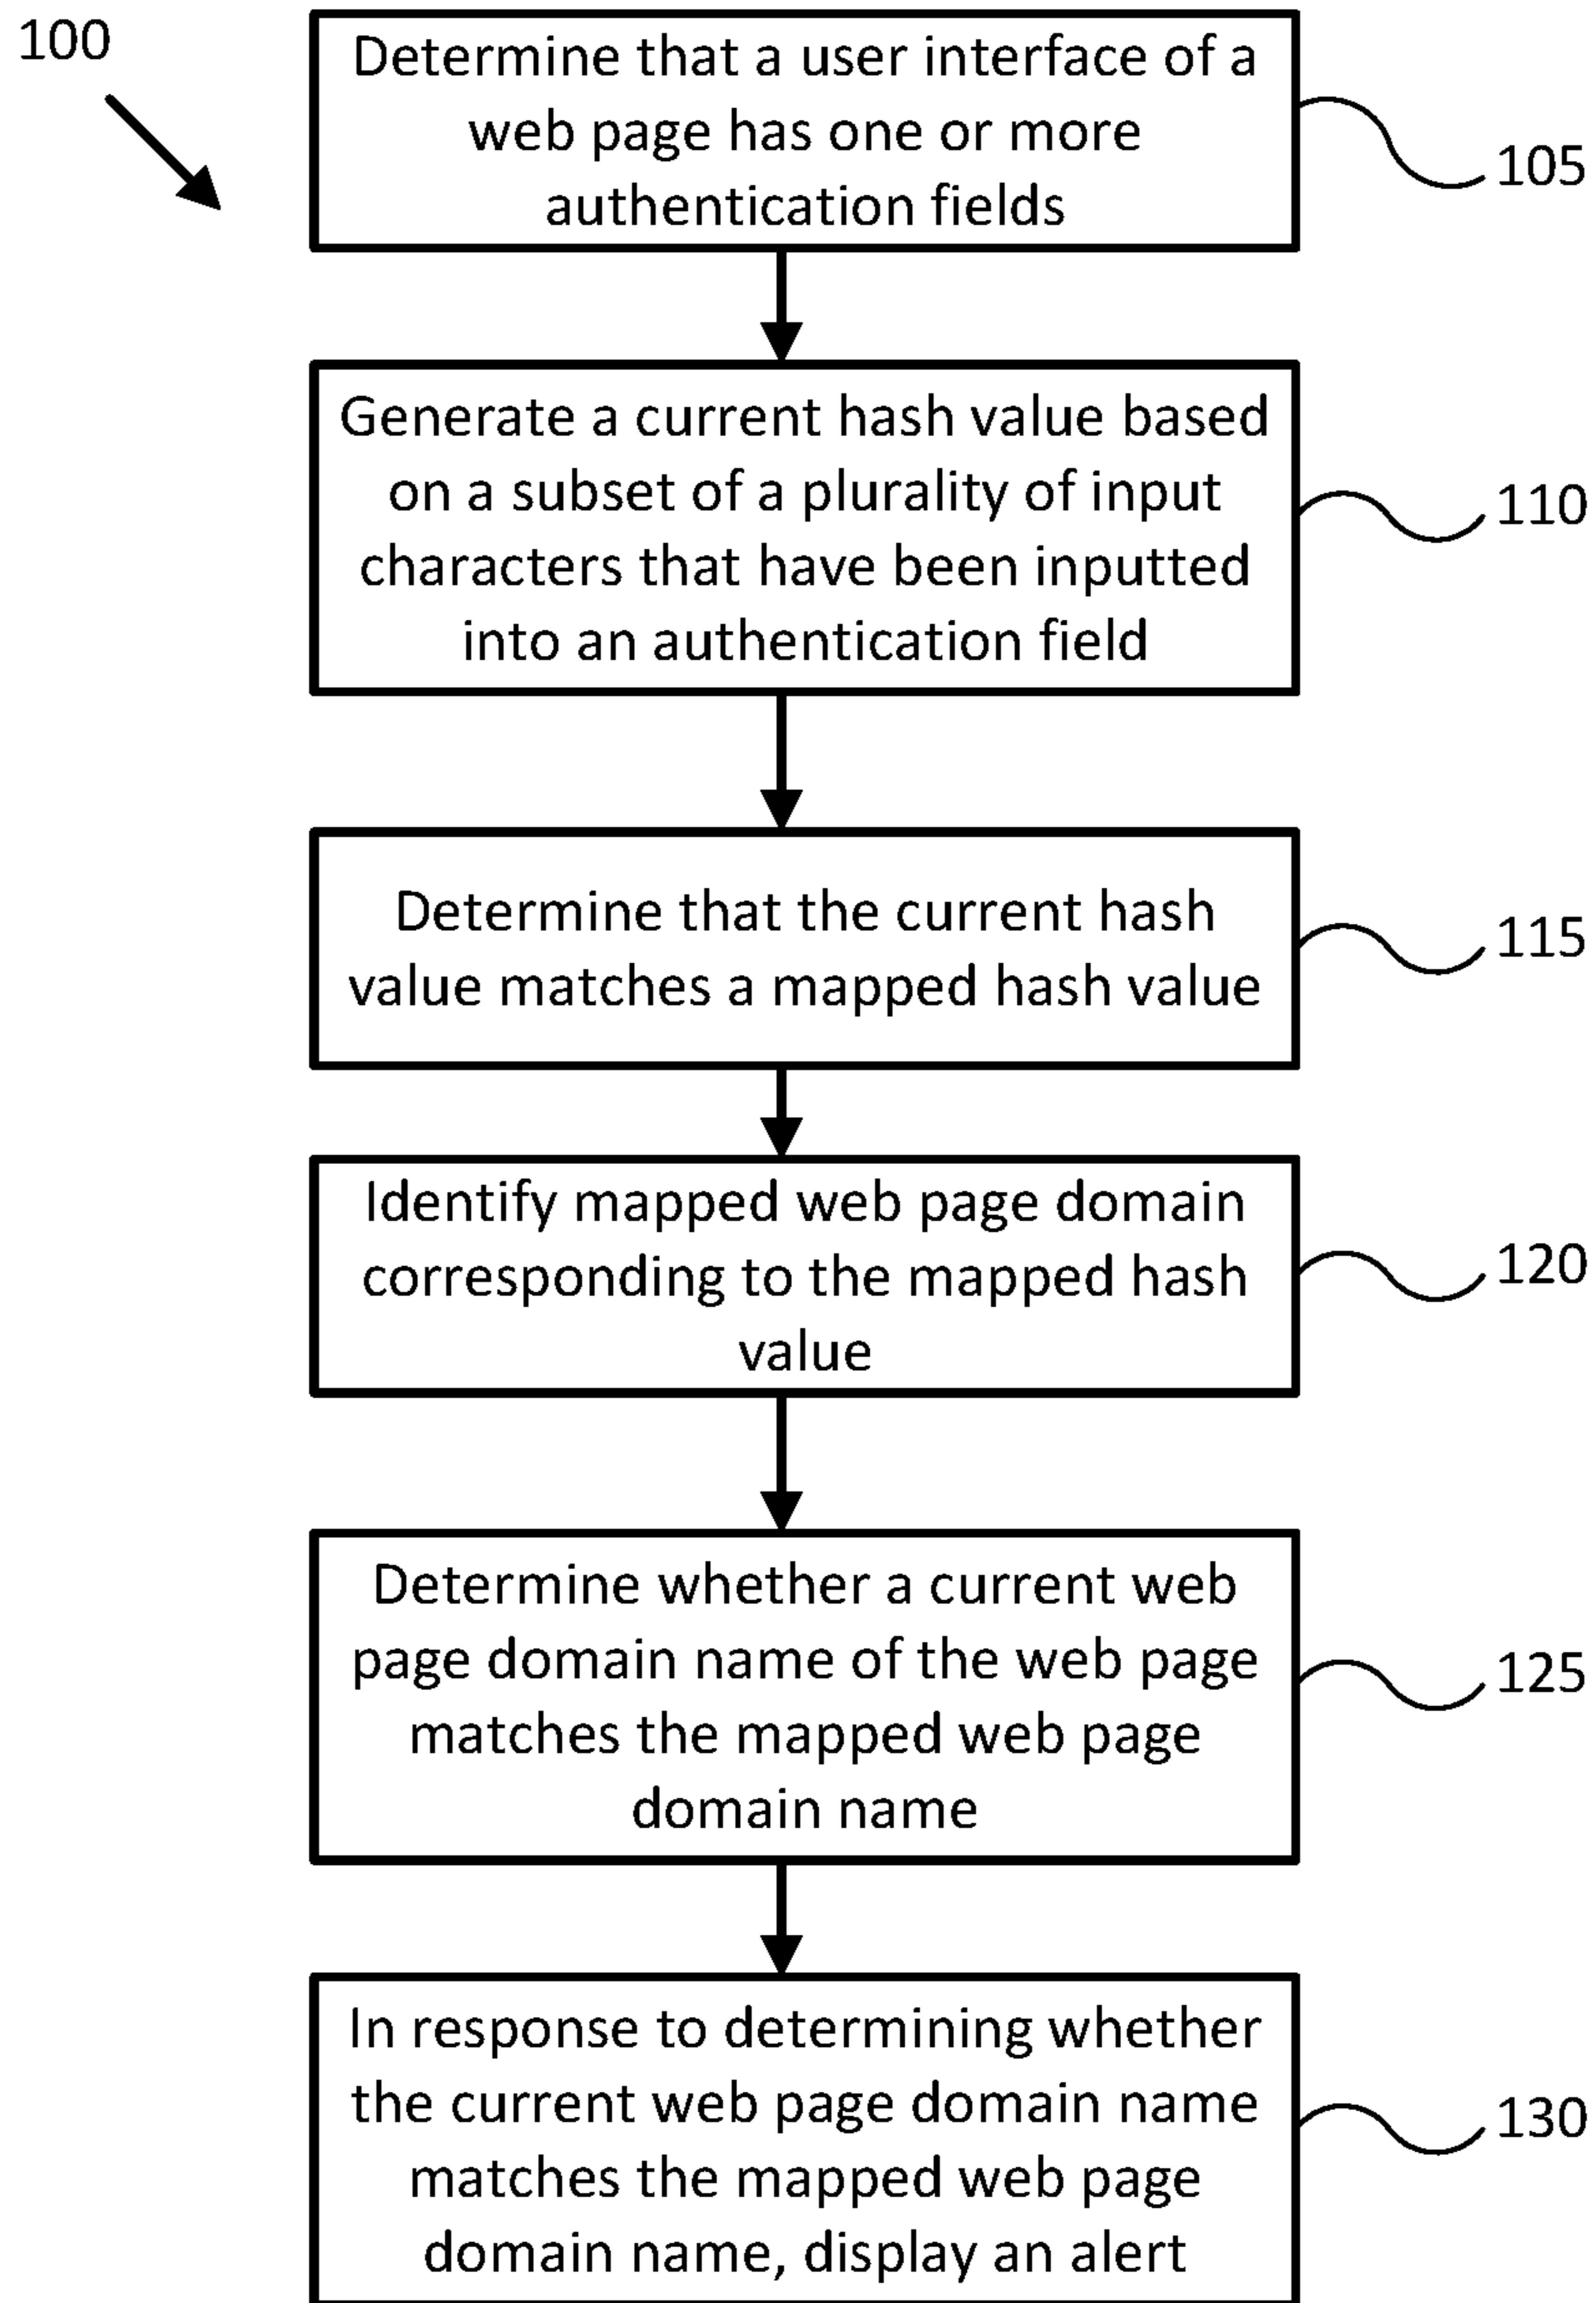 100
Determine that a user interface of a
web page has one or more
authentication fields
105
Generate a current hash value based
on a subset of a plurality of input
characters that have been inputted
into an authentication field
110
Determine that the current hash
value matches a mapped hash value
115
Identify mapped web page domain
corresponding to the mapped hash
value
120
Determine whether a current web
page domain name of the web page
matches the mapped web page
domain name
125
In response to determining whether
the current web page domain name
matches the mapped web page
domain name, display an alert
130